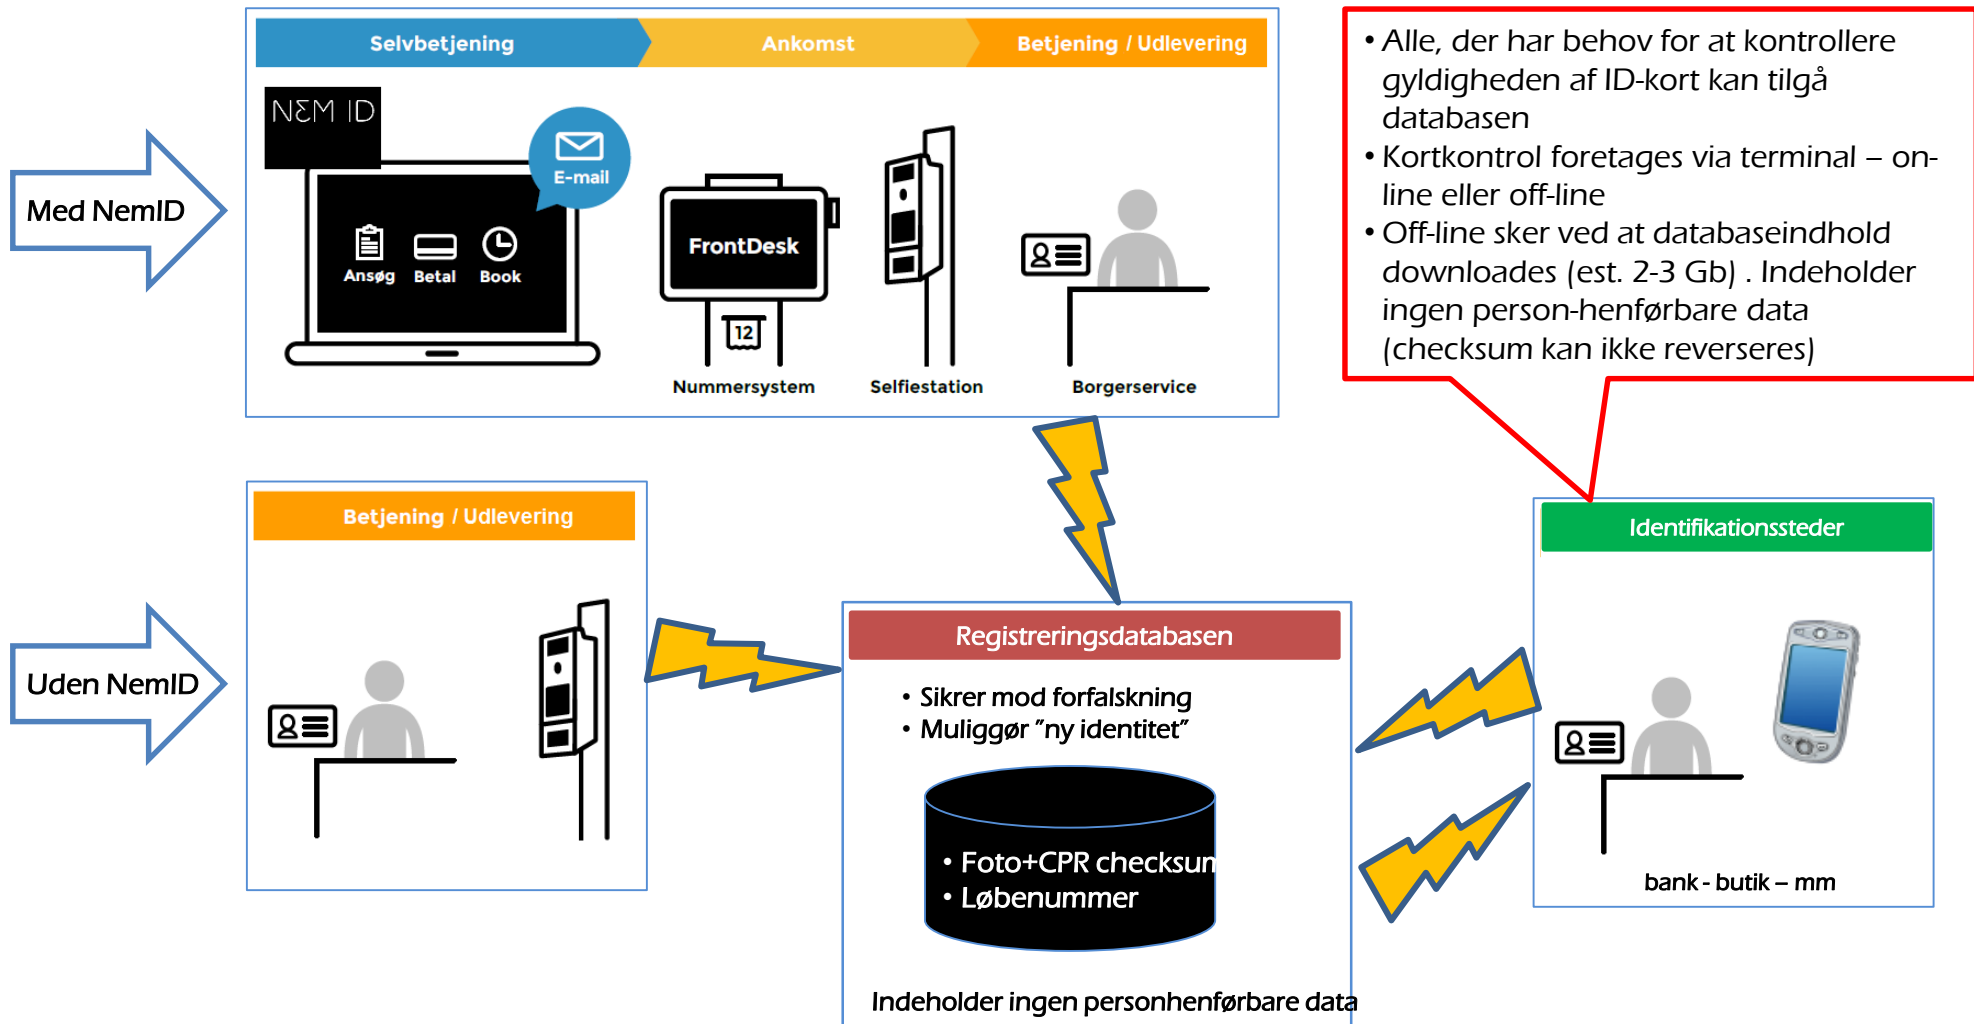 Selvbetjening
Ankomst
Betjening / Udlevering
NEM ID
E-mail
Ansøg
Betal
Book
FrontDesk
12
Nummersystem
Selfiestation
Borgerservice
Med NemID
• Alle, der har behov for at kontrollere
gyldigheden af ID-kort kan tilgå
databasen
• Kortkontrol foretages via terminal – on-
line eller off-line
• Off-line sker ved at databaseindhold
downloades (est. 2-3 Gb) . Indeholder
ingen person-henførbare data
(checksum kan ikke reverseres)
Uden NemID
Betjening / Udlevering
Registreringsdatabasen
• Sikrer mod forfalskning
• Muliggør ”ny identitet”
• Foto+CPR checksum
• Løbenummer
Indeholder ingen personhenførbare data
Identifikationssteder
bank - butik – mm